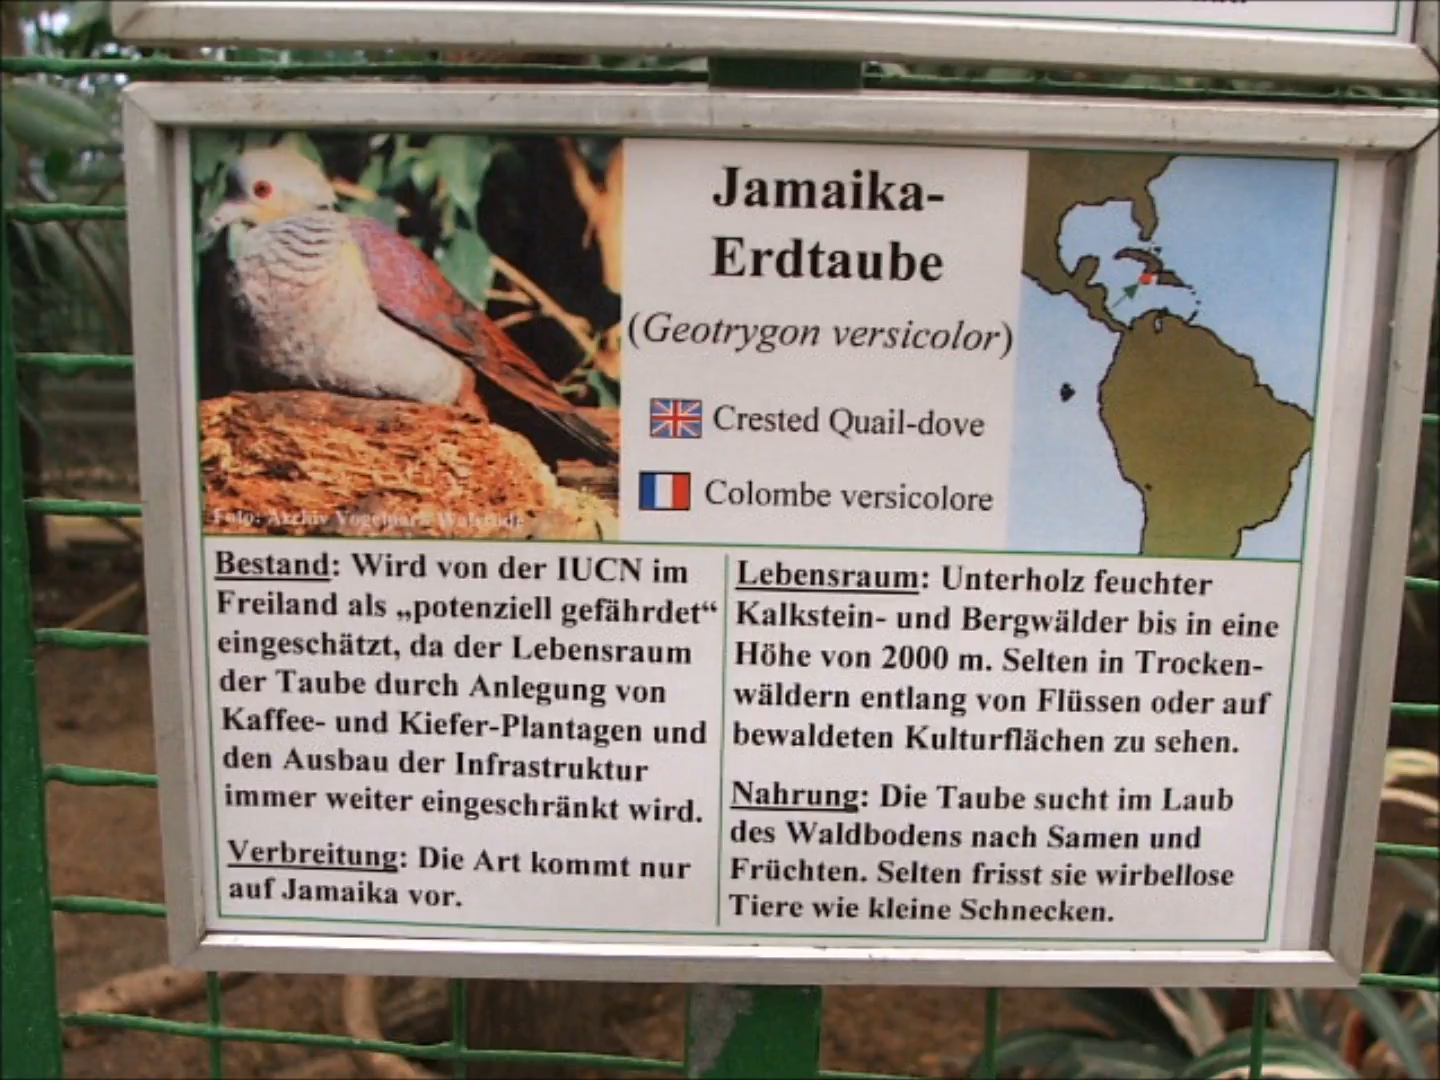 Jamaika-
Erdtaube
(Geotrygon versicolor)
Crested Quail-dove
Colombe versicolore
Foto: Archiv Vogelpark Walsrode
Bestand: Wird von der IUCN im
Freiland als „potenziell gefährdet“
eingeschätzt, da der Lebensraum
der Taube durch Anlegung von
Kaffee- und Kiefer-Plantagen und
den Ausbau der Infrastruktur
immer weiter eingeschränkt wird.
Verbreitung: Die Art kommt nur
auf Jamaika vor.
Lebensraum: Unterholz feuchter
Kalkstein- und Bergwälder bis in eine
Höhe von 2000 m. Selten in Trocken-
wäldern entlang von Flüssen oder auf
bewaldeten Kulturflächen zu sehen.
Nahrung: Die Taube sucht im Laub
des Waldbodens nach Samen und
Früchten. Selten frisst sie wirbellose
Tiere wie kleine Schnecken.